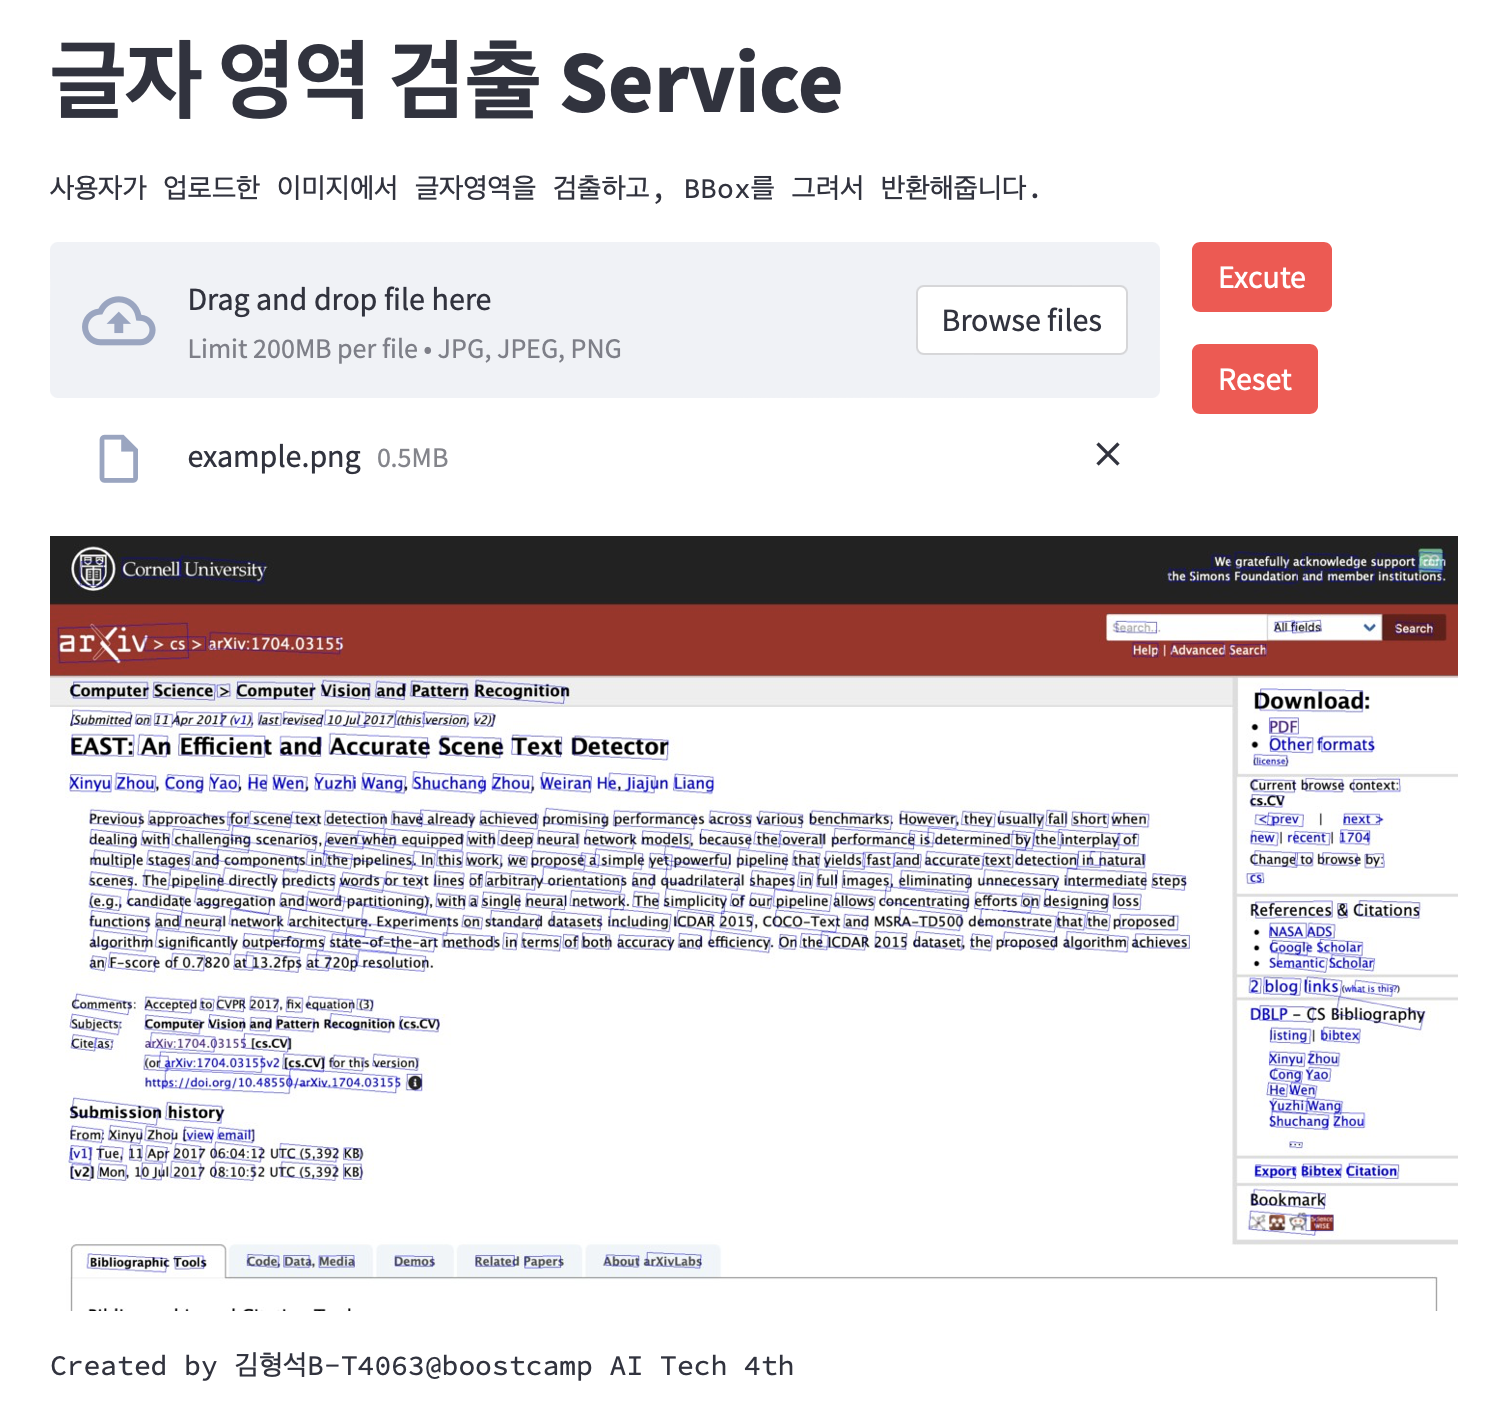 글자 영역 검출 Service
사용자가 업로드한 이미지에서 글자영역을 검출하고, BBox를 그려서 반환해줍니다.
Drag and drop file here
Limit 200MB per file • JPG, JPEG, PNG
Browse files
Excute
Reset
example.png 0.5MB
Cornell University
We gratefully acknowledge support
the Simons Foundation and member institutions.
arXiv > cs > arXiv:1704.03155
Search...
All fields
Search
Help | Advanced Search
Computer Science > Computer Vision and Pattern Recognition
[Submitted on 11 Apr 2017 (v1), last revised 10 Jul 2017 (this version, v2)]
EAST: An Efficient and Accurate Scene Text Detector
Xinyu Zhou, Cong Yao, He Wen, Yuzhi Wang, Shuchang Zhou, Weiran He, Jiajun Liang
Previous approaches for scene text detection have already achieved promising performances across various benchmarks. However, they usually fall short when
dealing with challenging scenarios, even when equipped with deep neural network models, because the overall performance is determined by the interplay of
multiple stages and components in the pipelines. In this work, we propose a simple yet powerful pipeline that yields fast and accurate text detection in natural
scenes. The pipeline directly predicts words or text lines of arbitrary orientations and quadrilateral shapes in full images, eliminating unnecessary intermediate steps
(e.g., candidate aggregation and word partitioning), with a single neural network. The simplicity of our pipeline allows concentrating efforts on designing loss
functions and neural network architecture. Experiments on standard datasets including ICDAR 2015, COCO-Text and MSRA-TD500 demonstrate that the proposed
algorithm significantly outperforms state-of-the-art methods in terms of both accuracy and efficiency. On the ICDAR 2015 dataset, the proposed algorithm achieves
an F-score of 0.7820 at 13.2fps at 720p resolution.
Comments: Accepted to CVPR 2017, fix equation (3)
Subjects: Computer Vision and Pattern Recognition (cs.CV)
Cite as: arXiv:1704.03155 [cs.CV]
(or arXiv:1704.03155v2 [cs.CV] for this version)
https://doi.org/10.48550/arXiv.1704.03155
Submission history
From: Xinyu Zhou [view email]
[v1] Tue, 11 Apr 2017 06:04:12 UTC (5,392 KB)
[v2] Mon, 10 Jul 2017 08:10:52 UTC (5,392 KB)
Download:
• PDF
• Other formats
(license)
Current browse context:
cs.CV
< prev | next >
new | recent | 1704
Change to browse by:
cs
References & Citations
• NASA ADS
• Google Scholar
• Semantic Scholar
2 blog links (what is this?)
DBLP – CS Bibliography
listing | bibtex
Xinyu Zhou
Cong Yao
He Wen
Yuzhi Wang
Shuchang Zhou
...
Export Bibtex Citation
Bookmark
Bibliographic Tools
Code, Data, Media
Demos
Related Papers
About arXivLabs
Created by 김형석B-T4063@boostcamp AI Tech 4th